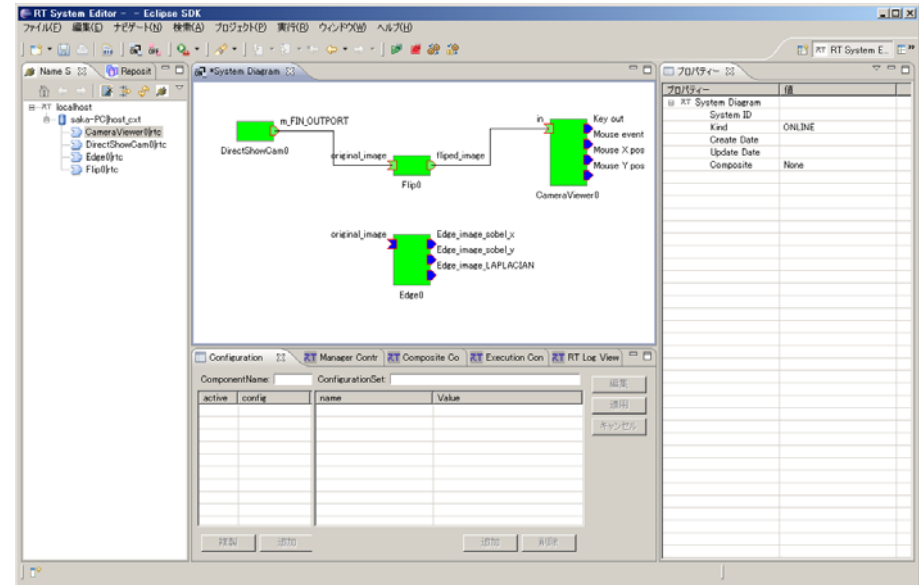 RT System Editor - - Eclipse SDK
ファイル(F) 編集(E) ナビゲート(N) 検索(A) プロジェクト(P) 実行(R) ウィンドウ(W) ヘルプ(H)
RT System E...
Name S
Reposit
*System Diagram
プロパティー
localhost
saka-PC|host_cxt
CameraViewer0|rtc
DirectShowCam0|rtc
Edge0|rtc
Flip0|rtc
m_FIN_OUTPORT
DirectShowCam0
original_image
fliped_image
Flip0
in
Key out
Mouse event
Mouse X pos
Mouse Y pos
CameraViewer0
original_image
Edge_image_sobel_x
Edge_image_sobel_y
Edge_image_LAPLACIAN
Edge0
プロパティー 値
RT System Diagram
System ID
Kind ONLINE
Create Date
Update Date
Composite None
Configuration
RT Manager Contr
RT Composite Co
RT Execution Con
RT RT Log View
ComponentName:
ConfigurationSet:
active config
name Value
編集
適用
キャンセル
複製
追加
追加
削除